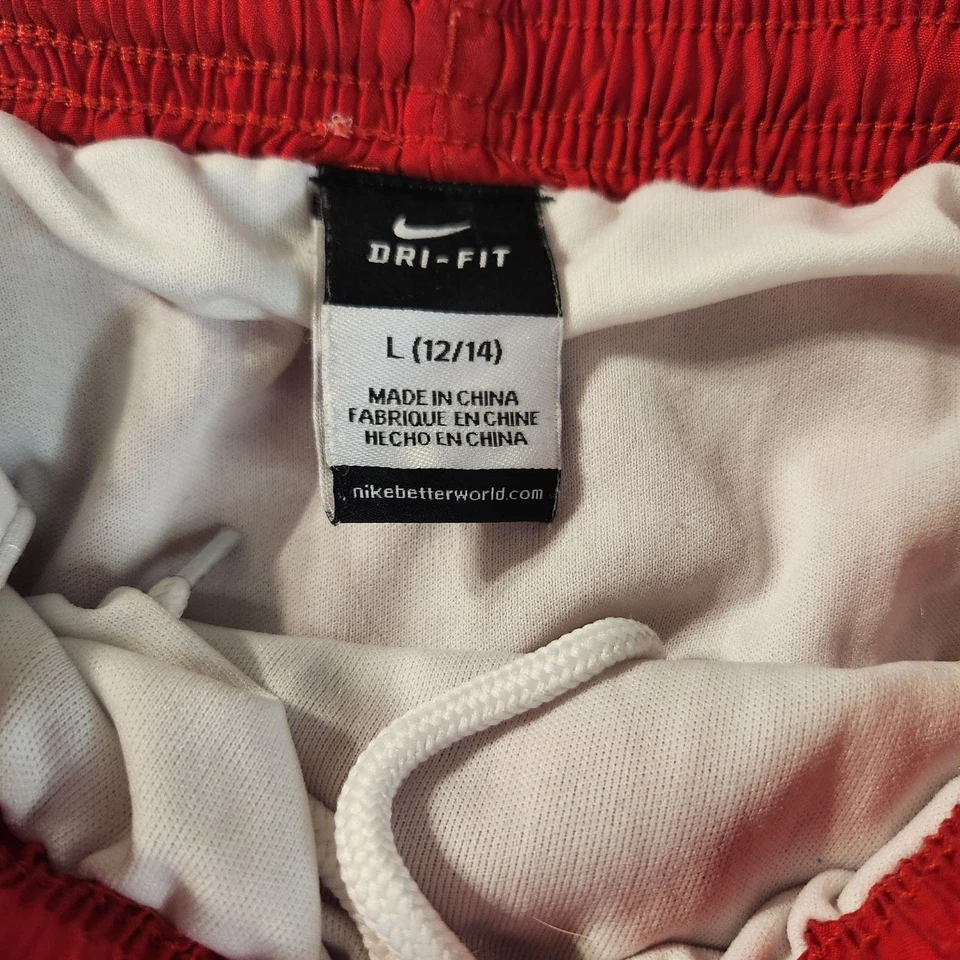 DRI-FIT
L (12/14)
MADE IN CHINA
FABRIQUE EN CHINE
HECHO EN CHINA
nikebetterworld.com